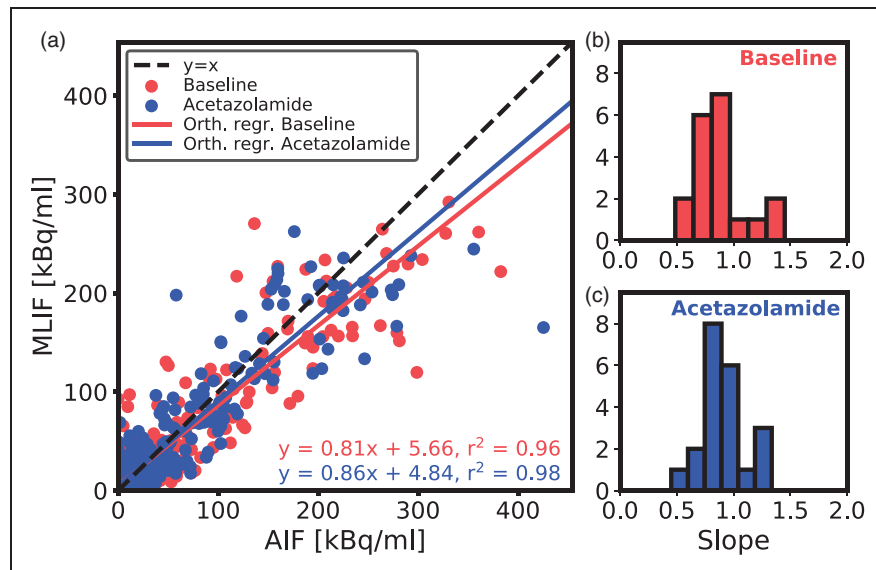 (a)
y=x
Baseline
Acetazolamide
Orth. regr. Baseline
Orth. regr. Acetazolamide
400
300
200
100
0
MLIF [kBq/ml]
y = 0.81x + 5.66, r² = 0.96
y = 0.86x + 4.84, r² = 0.98
0 100 200 300 400
AIF [kBq/ml]
(b)
Baseline
8
6
4
2
0
0.0 0.5 1.0 1.5 2.0
(c)
Acetazolamide
8
6
4
2
0
0.0 0.5 1.0 1.5 2.0
Slope